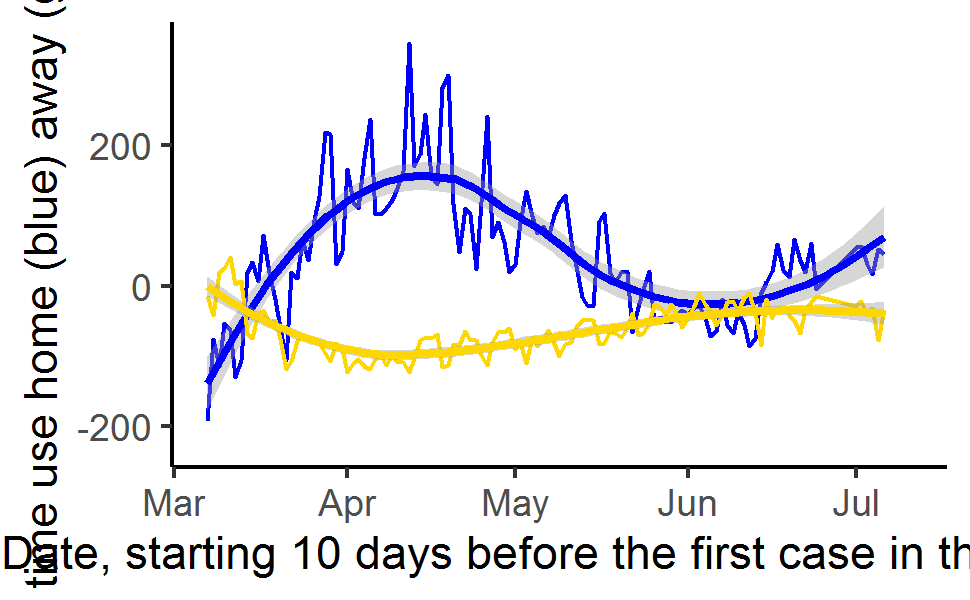 time use home (blue) away (
200
0
-200
Mar Apr May Jun Jul
Date, starting 10 days before the first case in th